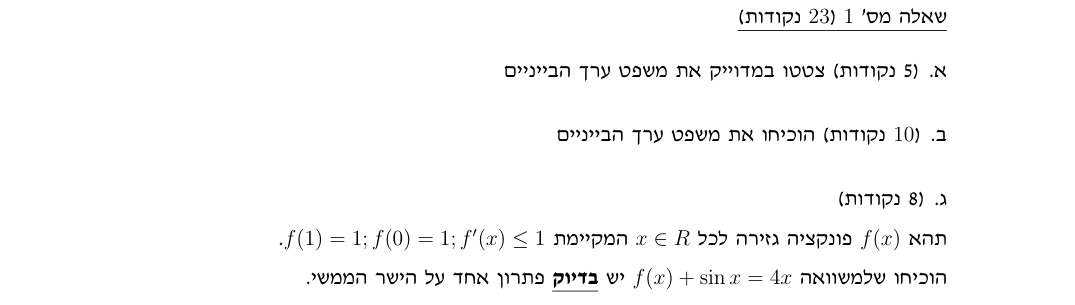 שאלה מס' 1 (23 נקודות)
א. (5 נקודות) צטטו במדוייק את משפט ערך הבייניים
ב. (10 נקודות) הוכיחו את משפט ערך הבייניים
ג. (8 נקודות)
תהא f(x) פונקציה גזירה לכל x ∈ R המקיימת f(1) = 1; f(0) = 1; f′(x) ≤ 1.
הוכיחו שלמשוואה f(x) + sin x = 4x יש בדיוק פתרון אחד על הישר הממשי.